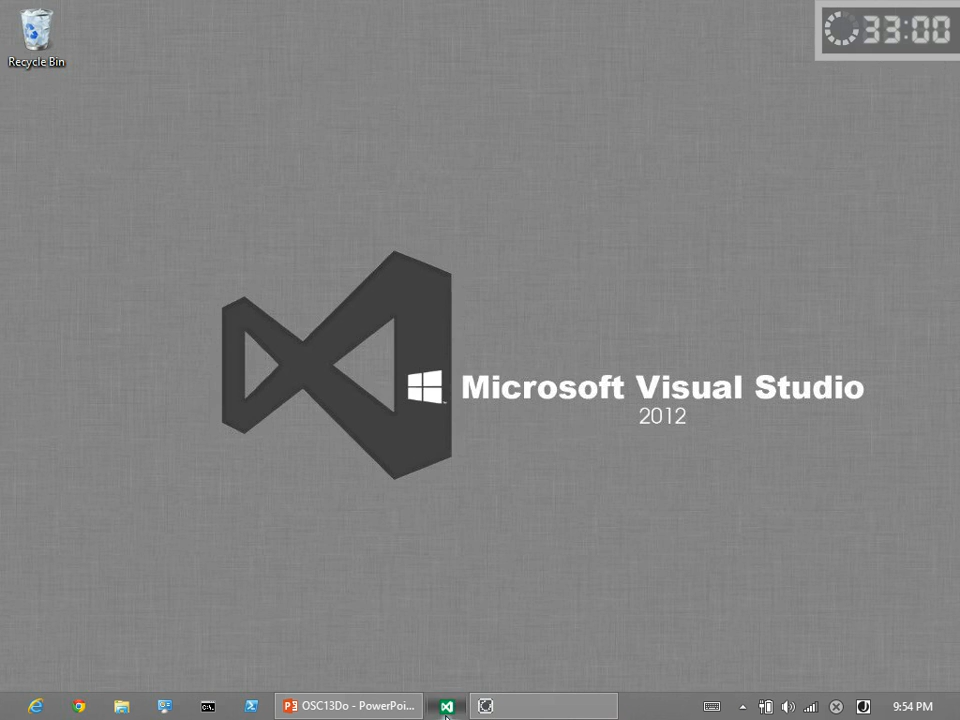 Recycle Bin
33:00
Microsoft Visual Studio
2012
OSC13Do - PowerPoi...
9:54 PM